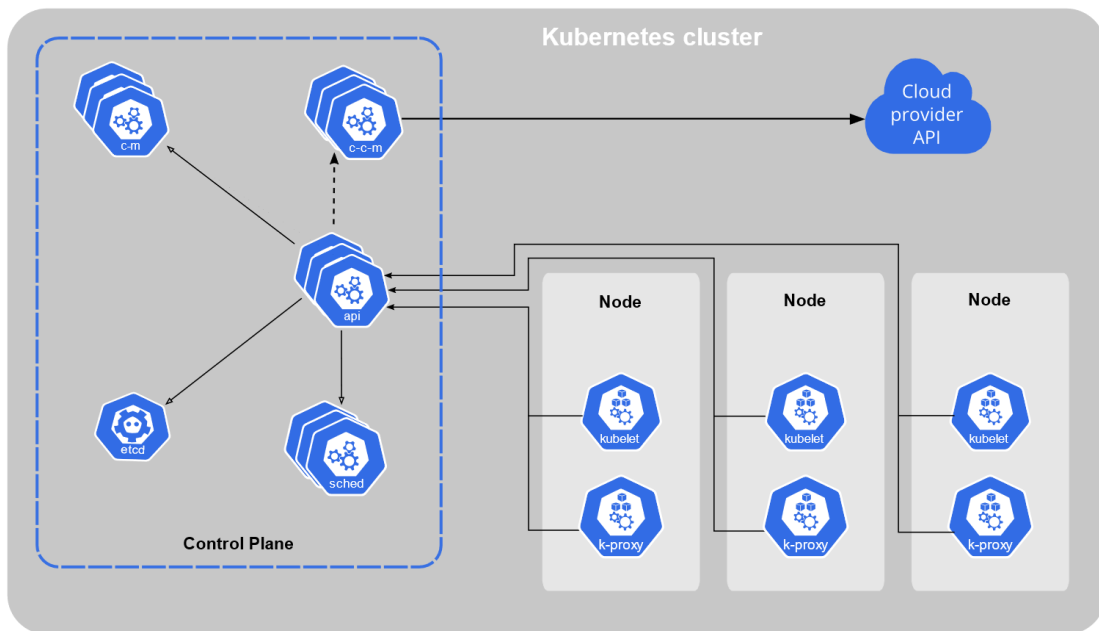 Kubernetes cluster
Cloud
provider
API
c-m
c-c-m
api
etcd
sched
Control Plane
Node
kubelet
k-proxy
Node
kubelet
k-proxy
Node
kubelet
k-proxy